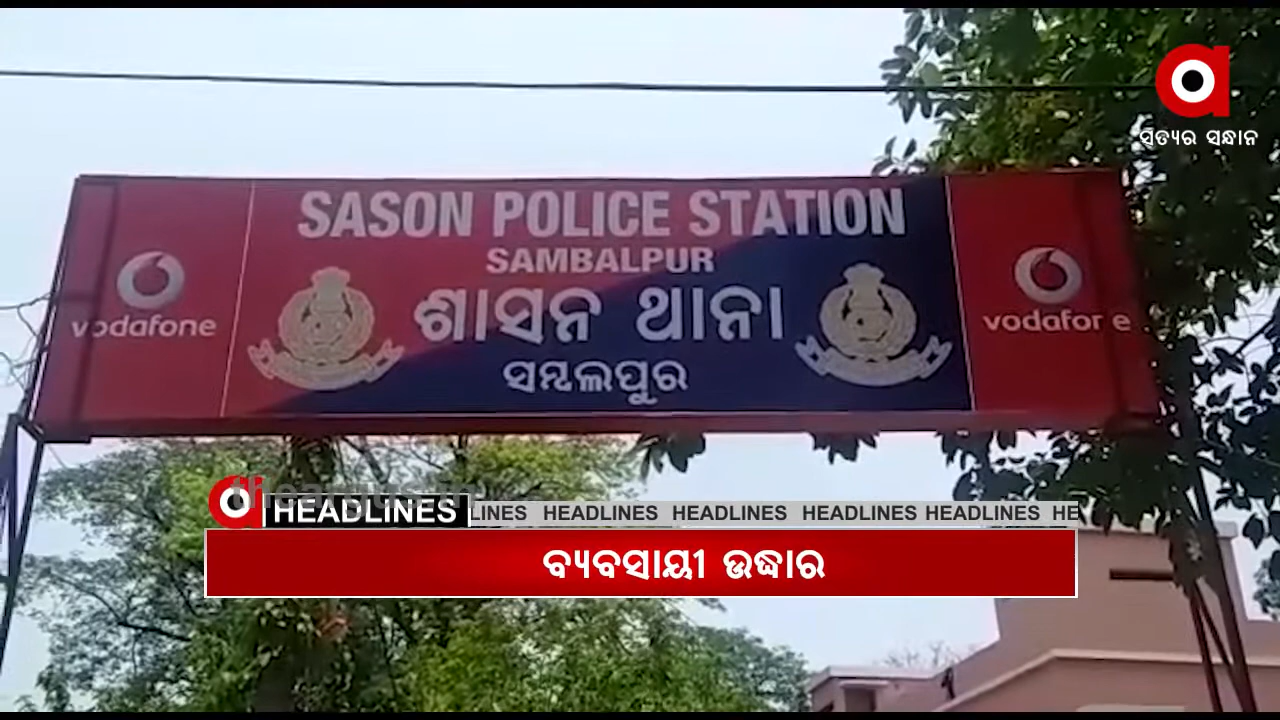 ସତ୍ୟର ସନ୍ଧାନ
SASON POLICE STATION
SAMBALPUR
ଶାସନ ଥାନା
ସମ୍ବଲପୁର
vodafone
vodafone
HEADLINES
LINES HEADLINES HEADLINES HEADLINES HEADLINES HE
ବ୍ୟବସାୟୀ ଉଦ୍ଧାର